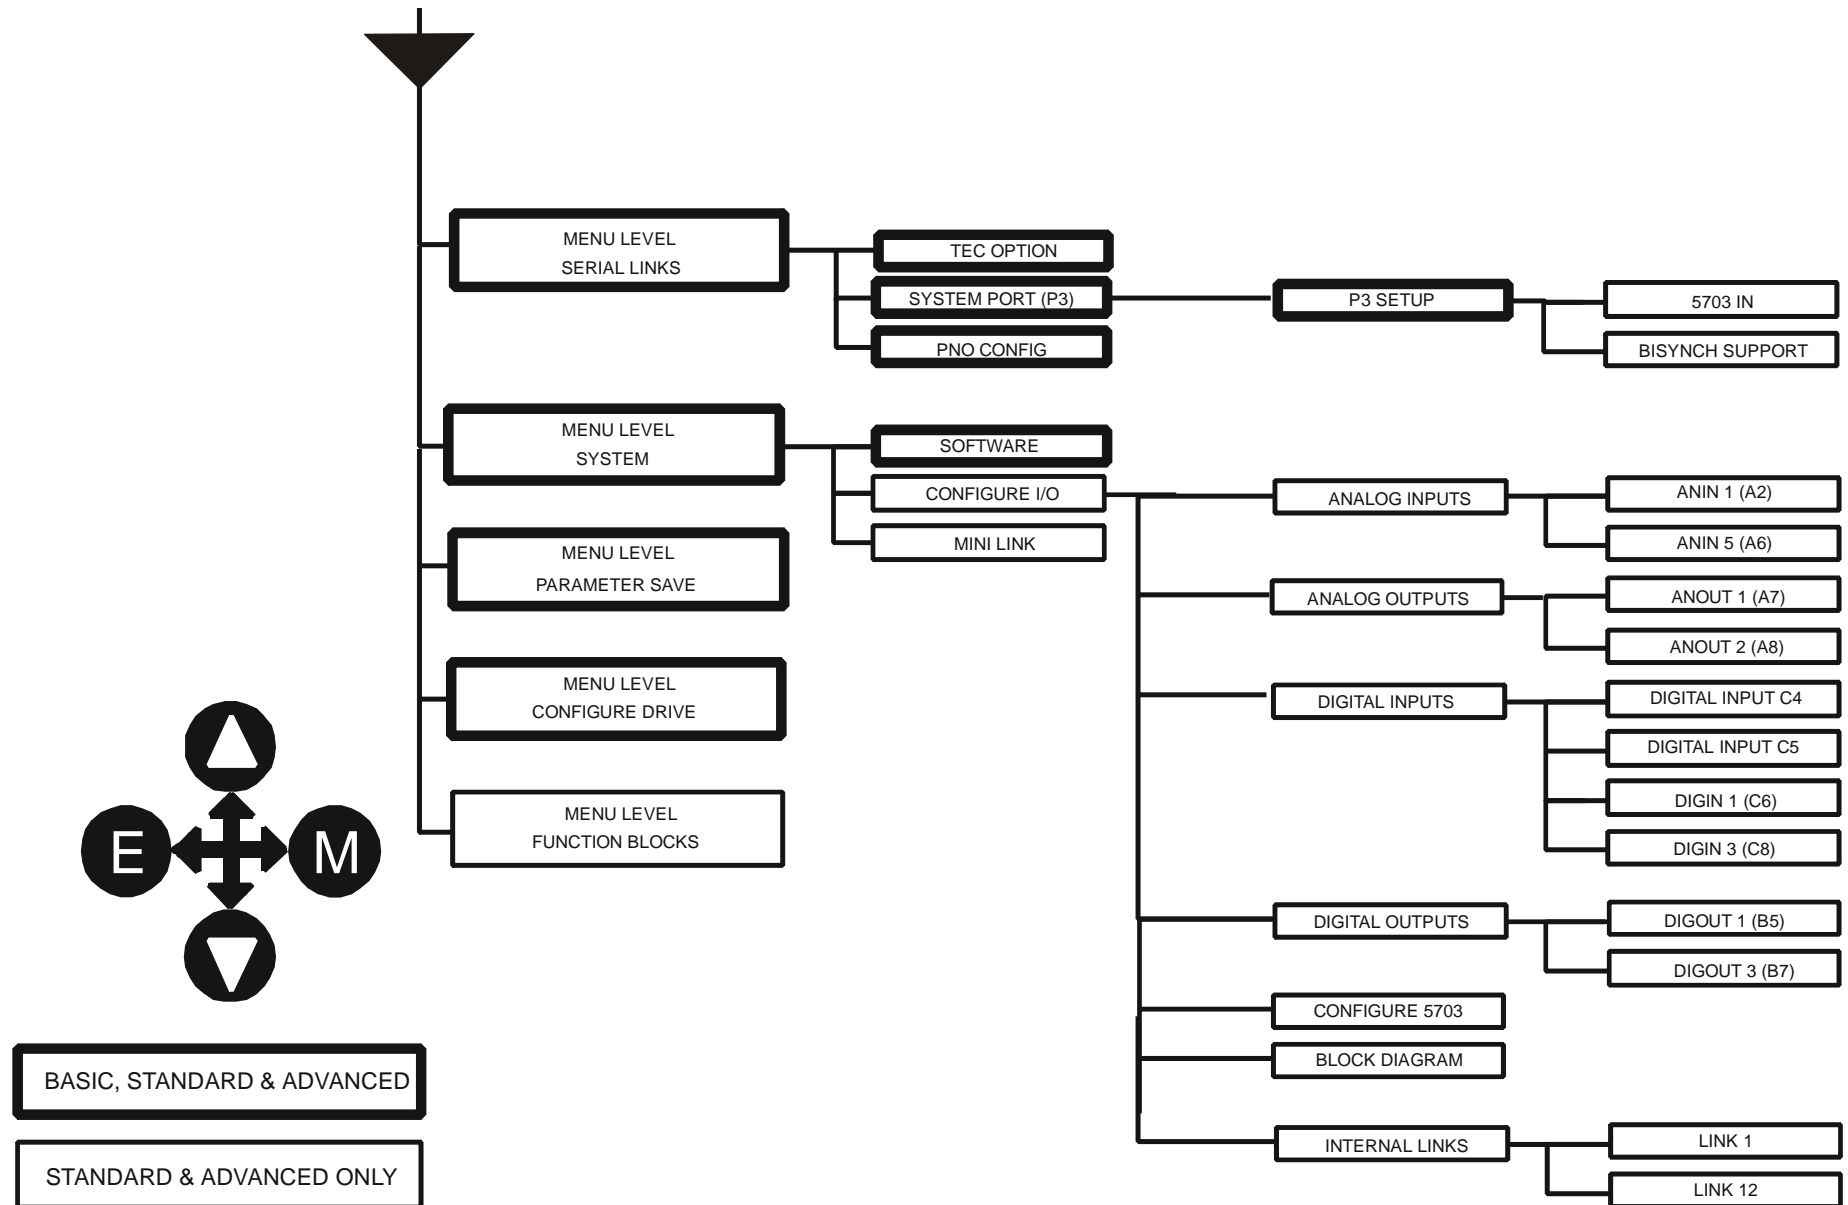 MENU LEVEL
SERIAL LINKS
TEC OPTION
SYSTEM PORT (P3)
PNO CONFIG
P3 SETUP
5703 IN
BISYNCH SUPPORT
MENU LEVEL
SYSTEM
SOFTWARE
CONFIGURE I/O
MINI LINK
ANALOG INPUTS
ANIN 1 (A2)
ANIN 5 (A6)
ANALOG OUTPUTS
ANOUT 1 (A7)
ANOUT 2 (A8)
DIGITAL INPUTS
DIGITAL INPUT C4
DIGITAL INPUT C5
DIGIN 1 (C6)
DIGIN 3 (C8)
DIGITAL OUTPUTS
DIGOUT 1 (B5)
DIGOUT 3 (B7)
CONFIGURE 5703
BLOCK DIAGRAM
INTERNAL LINKS
LINK 1
LINK 12
MENU LEVEL
PARAMETER SAVE
MENU LEVEL
CONFIGURE DRIVE
MENU LEVEL
FUNCTION BLOCKS
E
M
BASIC, STANDARD & ADVANCED
STANDARD & ADVANCED ONLY